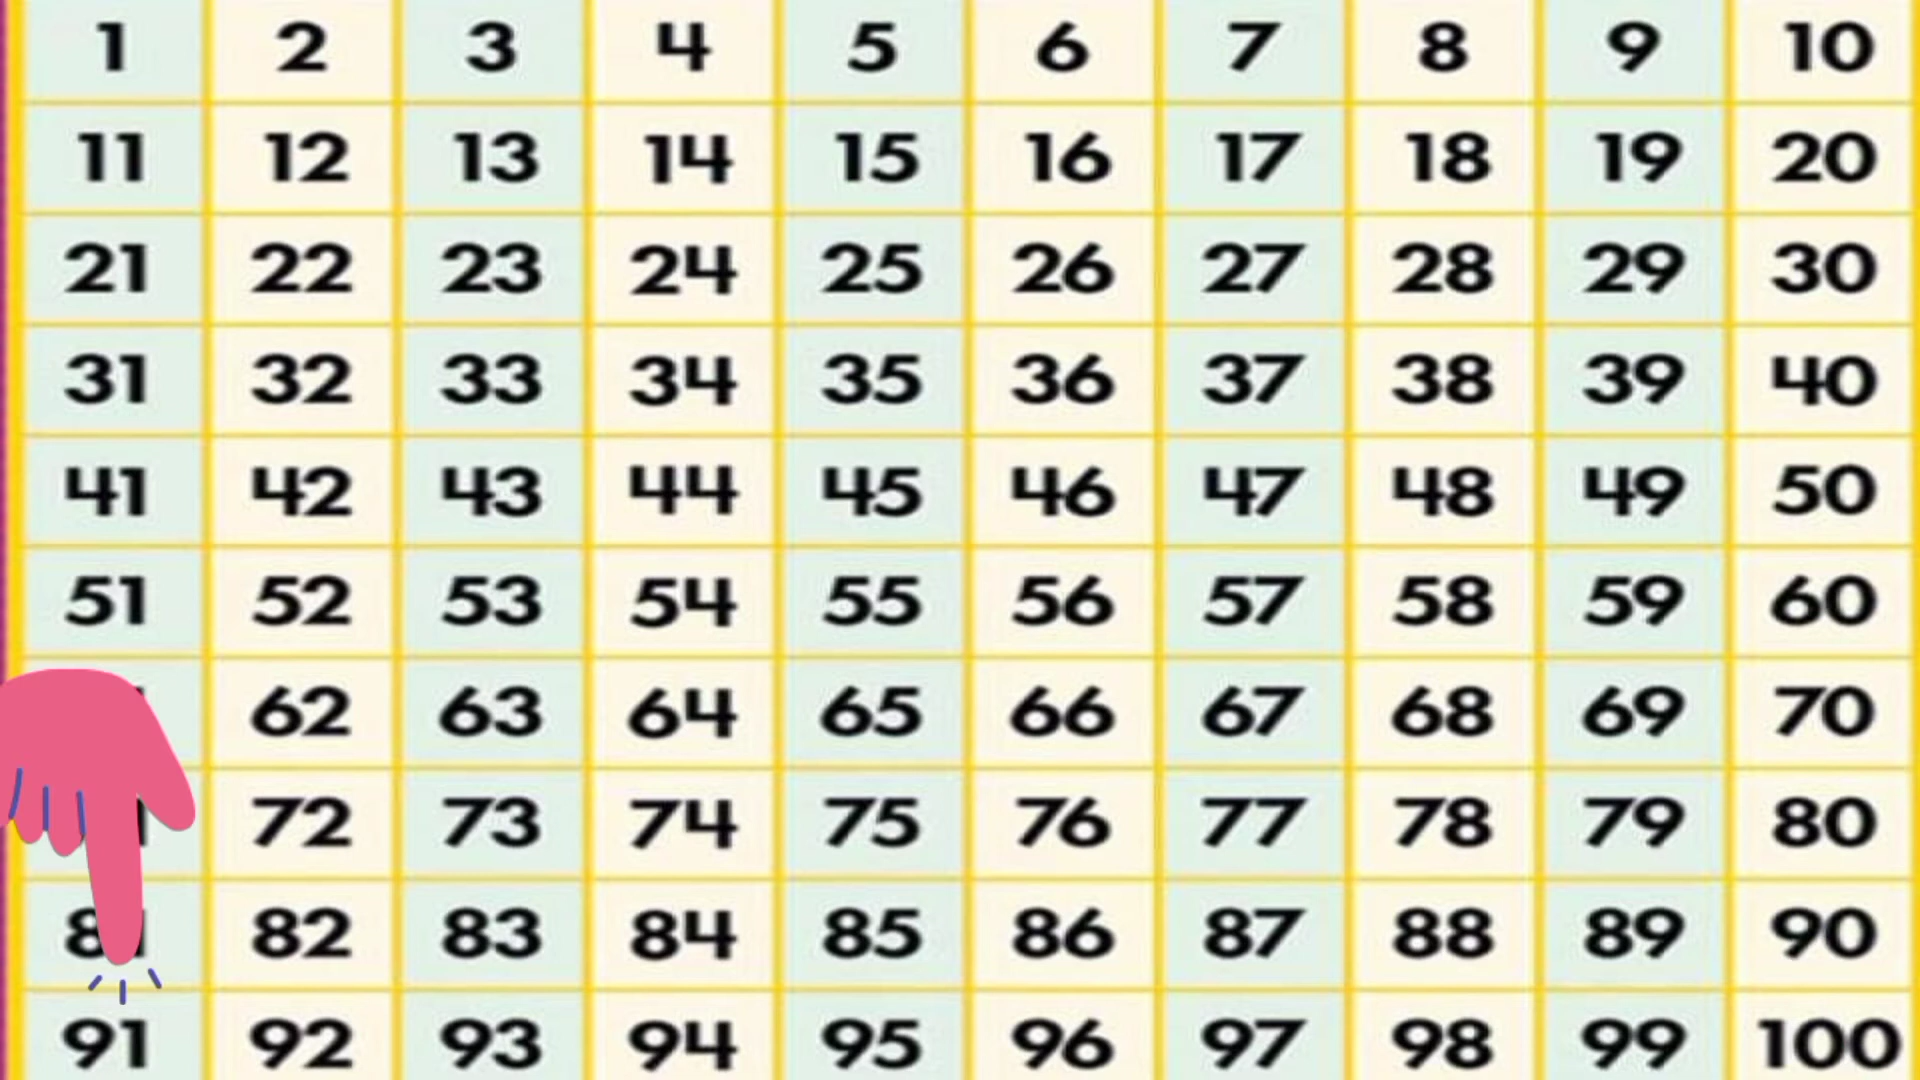 1 2 3 4 5 6 7 8 9 10
11 12 13 14 15 16 17 18 19 20
21 22 23 24 25 26 27 28 29 30
31 32 33 34 35 36 37 38 39 40
41 42 43 44 45 46 47 48 49 50
51 52 53 54 55 56 57 58 59 60
62 63 64 65 66 67 68 69 70
72 73 74 75 76 77 78 79 80
81 82 83 84 85 86 87 88 89 90
91 92 93 94 95 96 97 98 99 100